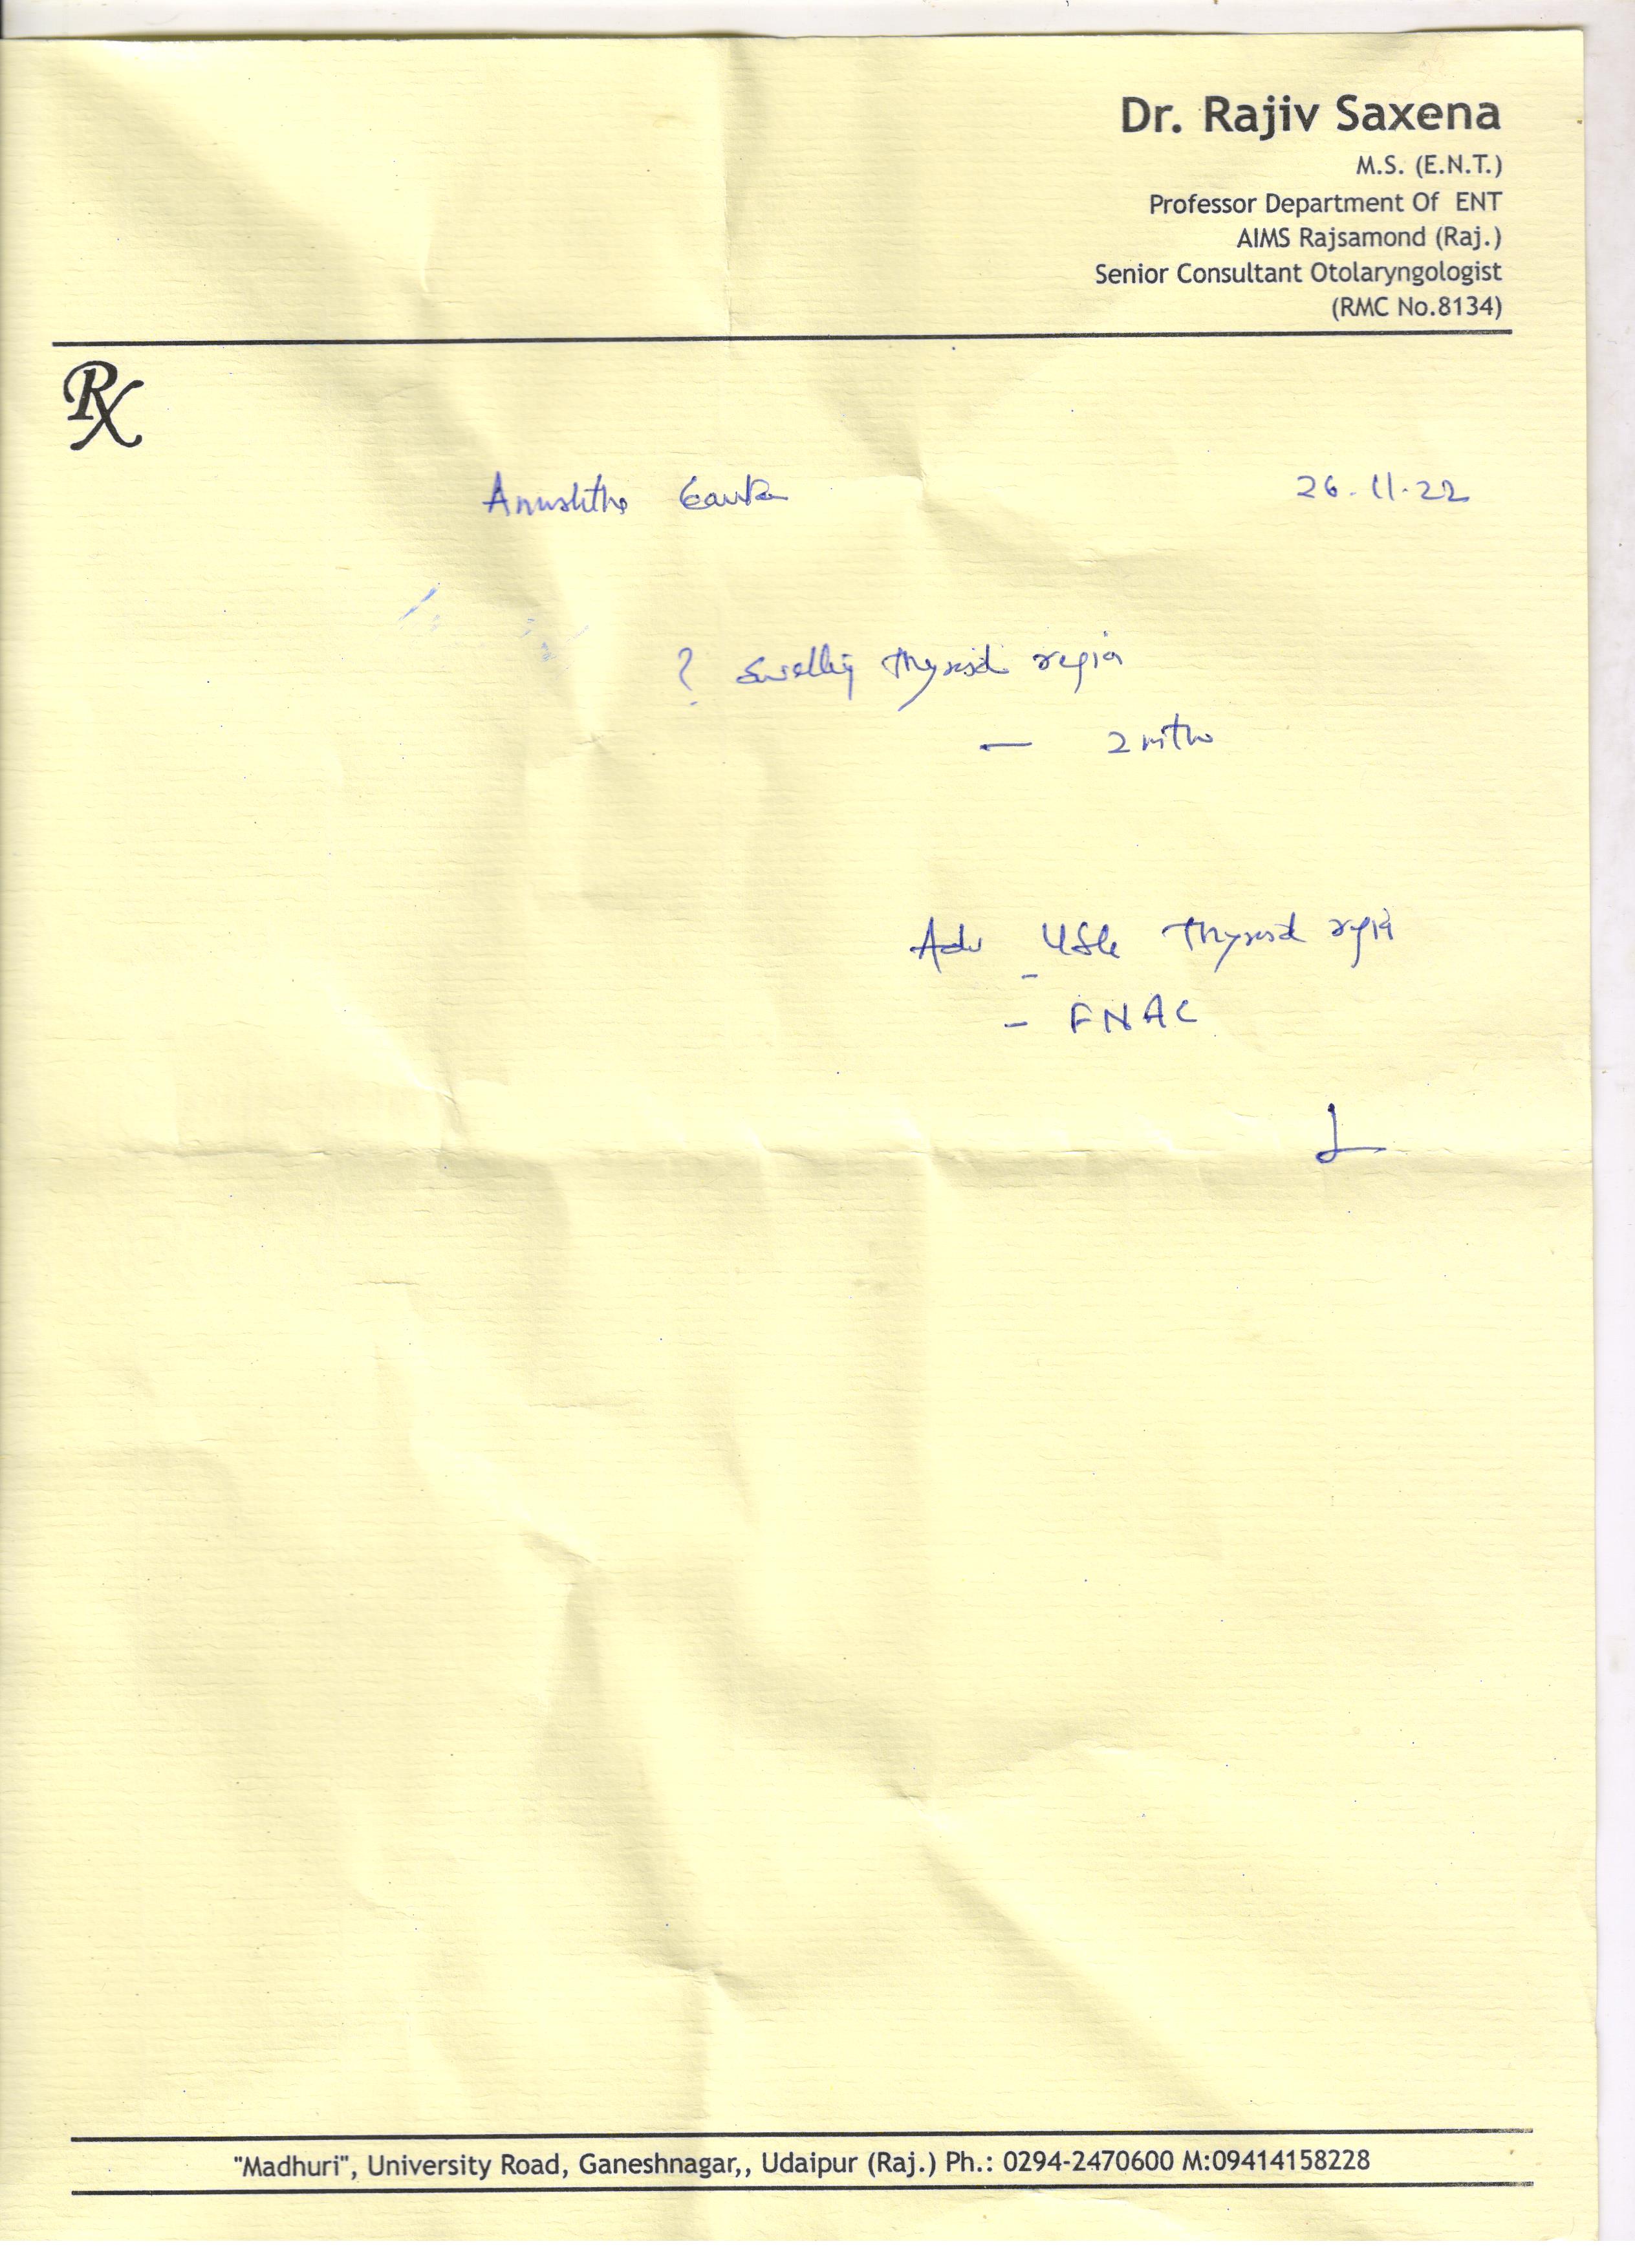 Dr. Rajiv Saxena
M.S. (E.N.T.)
Professor Department Of ENT
AIMS Rajsamond (Raj.)
Senior Consultant Otolaryngologist
(RMC No.8134)
Rx
26.11.22
? Swelling thyroid region
— 2 mths
Adv - USG Thyroid region
- FNAC
"Madhuri", University Road, Ganeshnagar,, Udaipur (Raj.) Ph.: 0294-2470600 M:09414158228